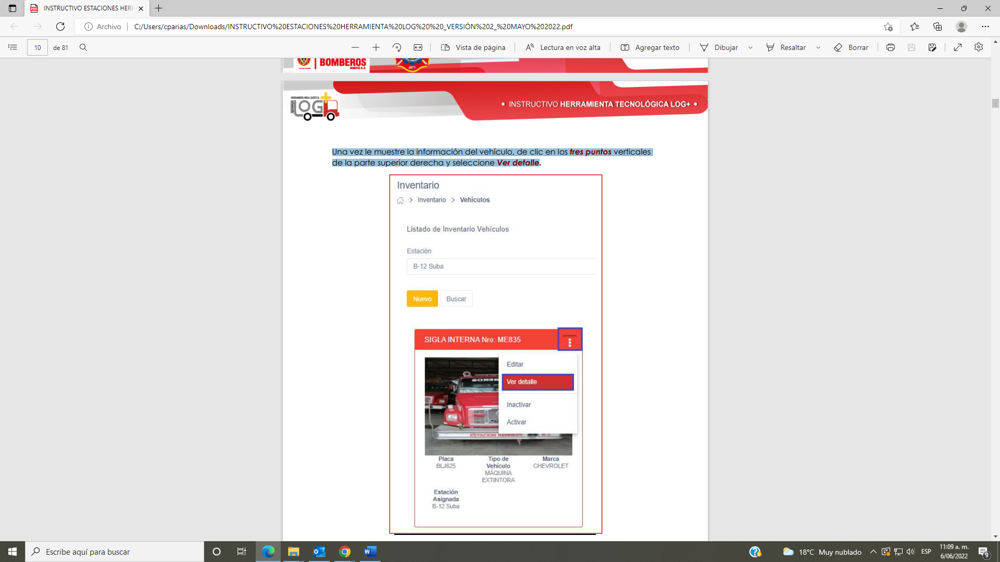 INSTRUCTIVO ESTACIONES HERR
Archivo
C:/Users/cparias/Downloads/INSTRUCTIVO%20ESTACIONES%20HERRAMIENTA%20LOG%20%20_VERSIÓN%202_%20MAYO%202022.pdf
10 de 81
Vista de página
Lectura en voz alta
Agregar texto
Dibujar
Resaltar
Borrar
BOMBEROS
BOGOTÁ D.C.
HERRAMIENTA MESA LOGÍSTICA
LOG
• INSTRUCTIVO HERRAMIENTA TECNOLÓGICA LOG+ •
Una vez le muestre la información del vehículo, de clic en los tres puntos verticales
de la parte superior derecha y seleccione Ver detalle.
Inventario
> Inventario > Vehículos
Listado de Inventario Vehículos
Estación
B-12 Suba
Nuevo
Buscar
SIGLA INTERNA Nro: ME835
Editar
Ver detalle
Inactivar
Activar
ESTACION KENNEDY
Placa
BLJ625
Tipo de
Vehículo
MÁQUINA
EXTINTORA
Marca
CHEVROLET
Estación
Asignada
B-12 Suba
Escribe aquí para buscar
18°C Muy nublado
ESP
11:09 a. m.
6/06/2022
9